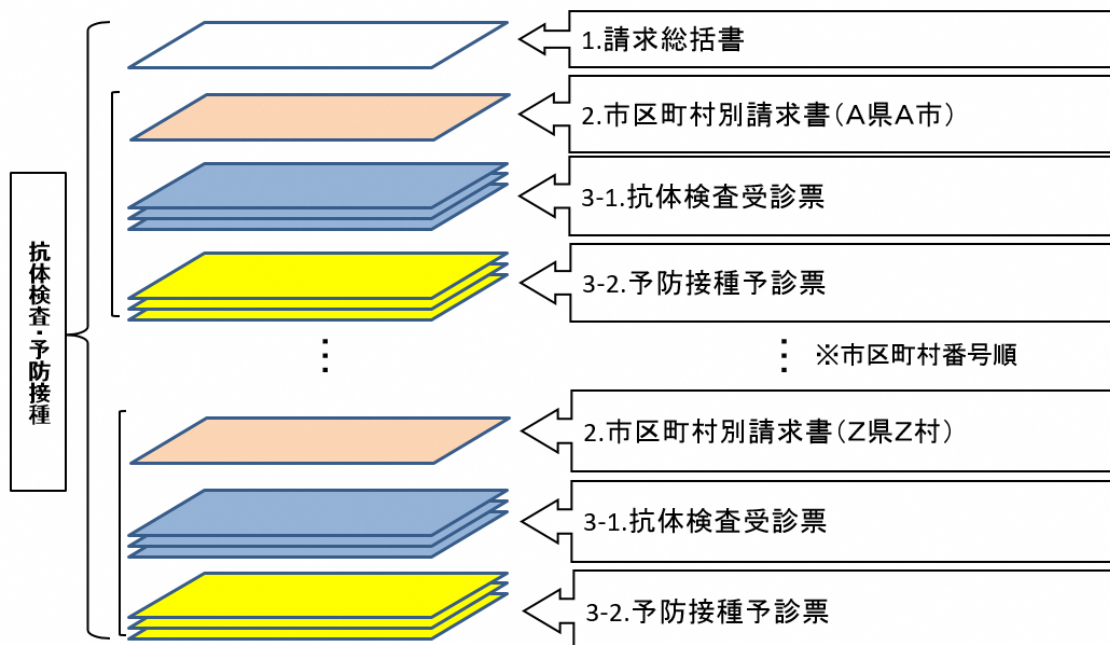 1.請求総括書
2.市区町村別請求書(A県A市)
3-1.抗体検査受診票
3-2.予防接種予診票
抗体検査・予防接種
※市区町村番号順
2.市区町村別請求書(Z県Z村)
3-1.抗体検査受診票
3-2.予防接種予診票